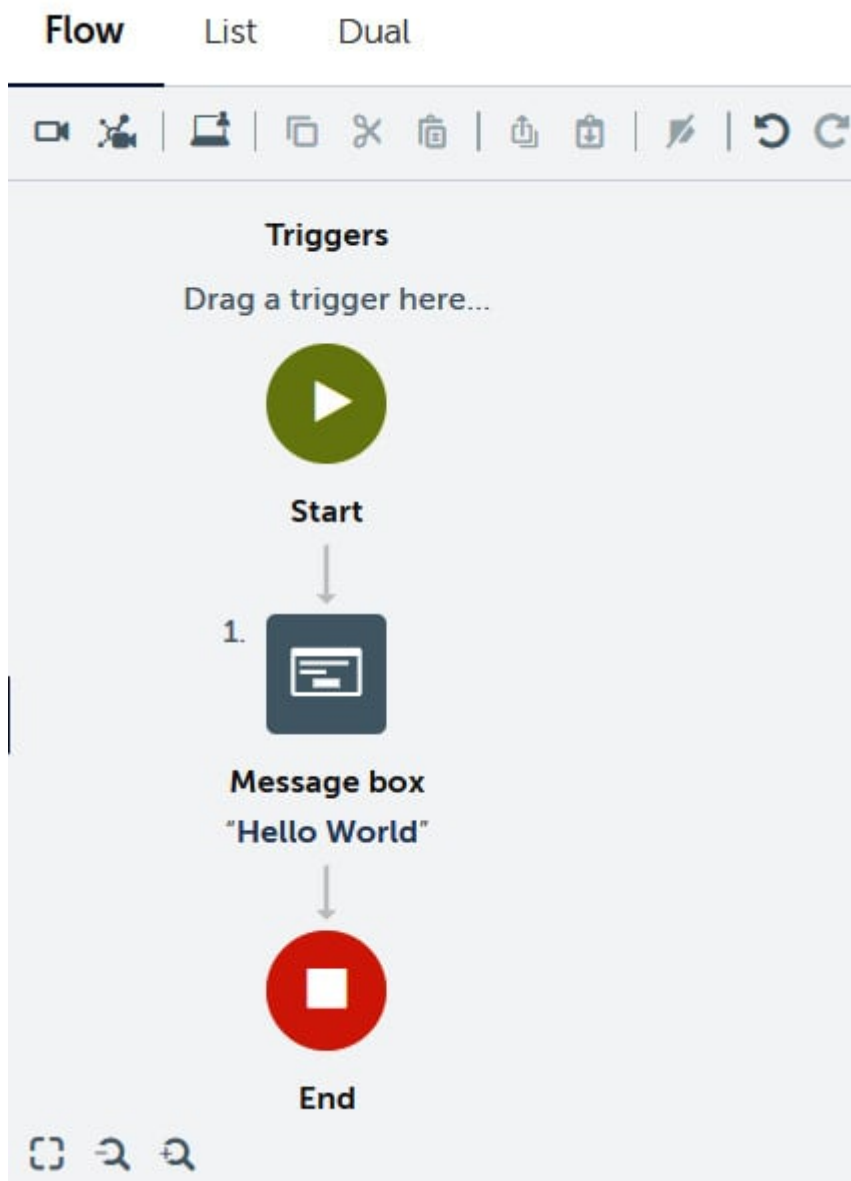 Flow List Dual
Triggers
Drag a trigger here...
Start
1.
Message box
“Hello World”
End